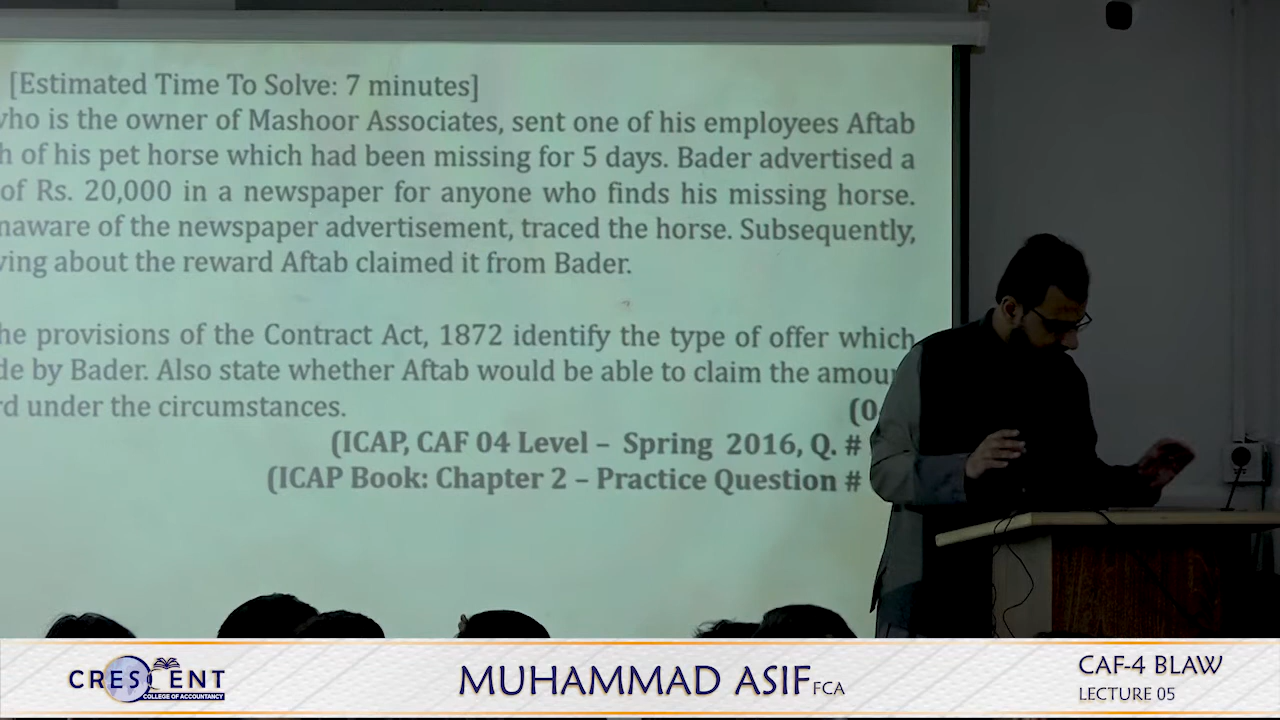 [Estimated Time To Solve: 7 minutes]
who is the owner of Mashoor Associates, sent one of his employees Aftab
h of his pet horse which had been missing for 5 days. Bader advertised a
of Rs. 20,000 in a newspaper for anyone who finds his missing horse.
naware of the newspaper advertisement, traced the horse. Subsequently,
ving about the reward Aftab claimed it from Bader.
he provisions of the Contract Act, 1872 identify the type of offer which
de by Bader. Also state whether Aftab would be able to claim the amou
rd under the circumstances. (0
(ICAP, CAF 04 Level – Spring 2016, Q. #
(ICAP Book: Chapter 2 – Practice Question #
CRESCENT
COLLEGE OF ACCOUNTANCY
MUHAMMAD ASIF FCA
CAF-4 BLAW
LECTURE 05